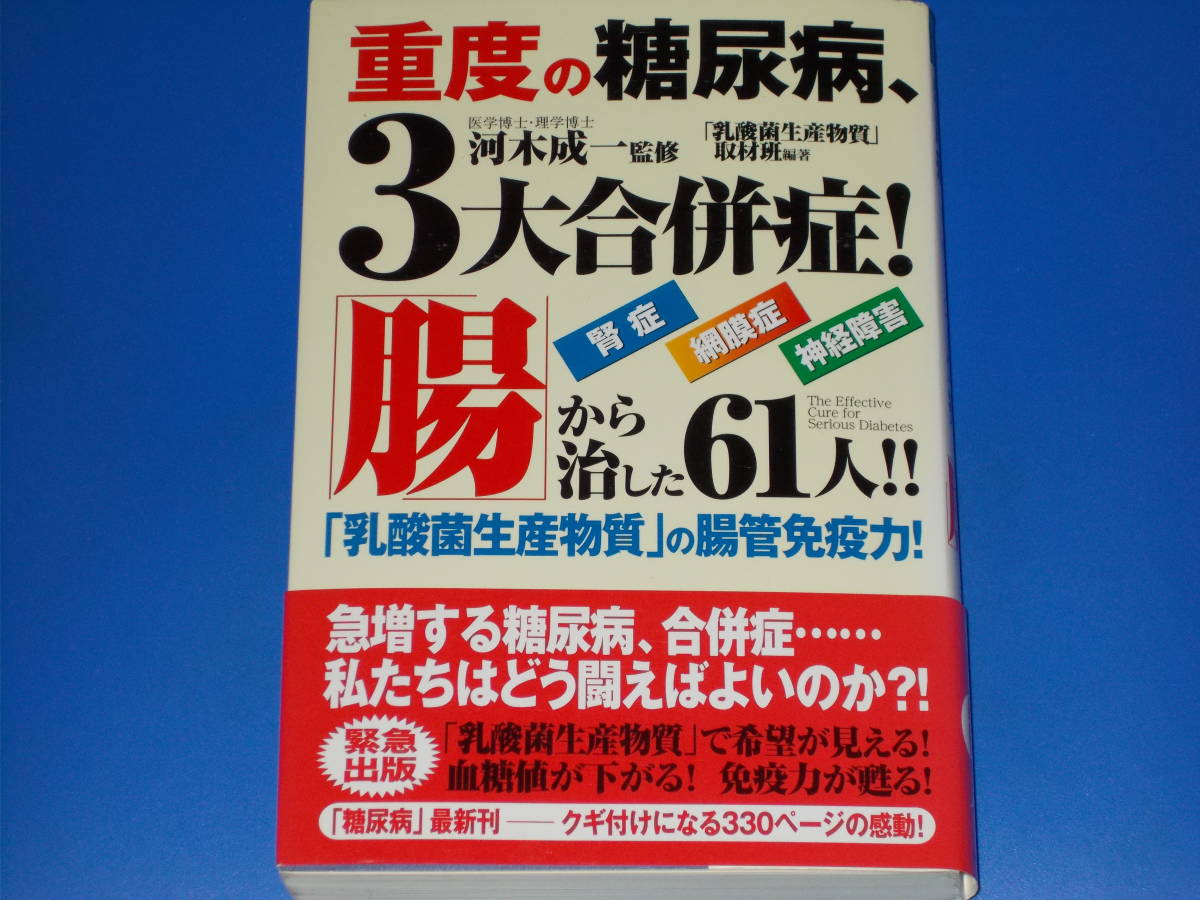 重度の糖尿病、
医学博士・理学博士
河木成一監修
「乳酸菌生産物質」
取材班編著
3大合併症!
腎症
網膜症
神経障害
「腸」
から
治した61人!!
The Effective
Cure for
Serious Diabetes
「乳酸菌生産物質」の腸管免疫力!
急増する糖尿病、合併症……
私たちはどう闘えばよいのか?!
緊急
出版
「乳酸菌生産物質」で希望が見える!
血糖値が下がる! 免疫力が甦る!
「糖尿病」最新刊――クギ付けになる330ページの感動!